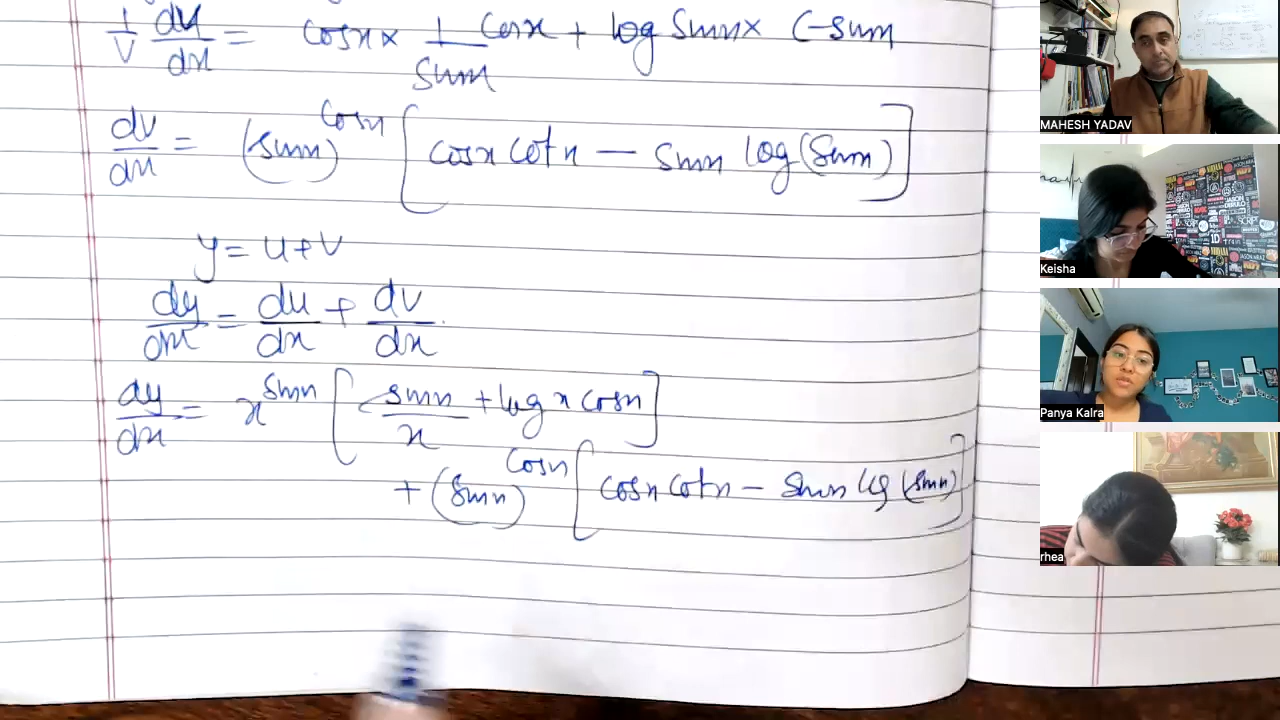 1/v du/dx = cosx × 1/sinx cosx + log sinx × (-sinx
dv/dx = (sinx)^cosx [cosx cotx – sinx log(sinx)]
y = u+v
dy/dx = du/dx + dv/dx
dy/dx = x^sinx [sinx/x + log x cosx]
+ (sinx)^cosx [cosx cotx – sinx log(sinx)]
MAHESH YADAV
Keisha
Panya Kalra
rhea